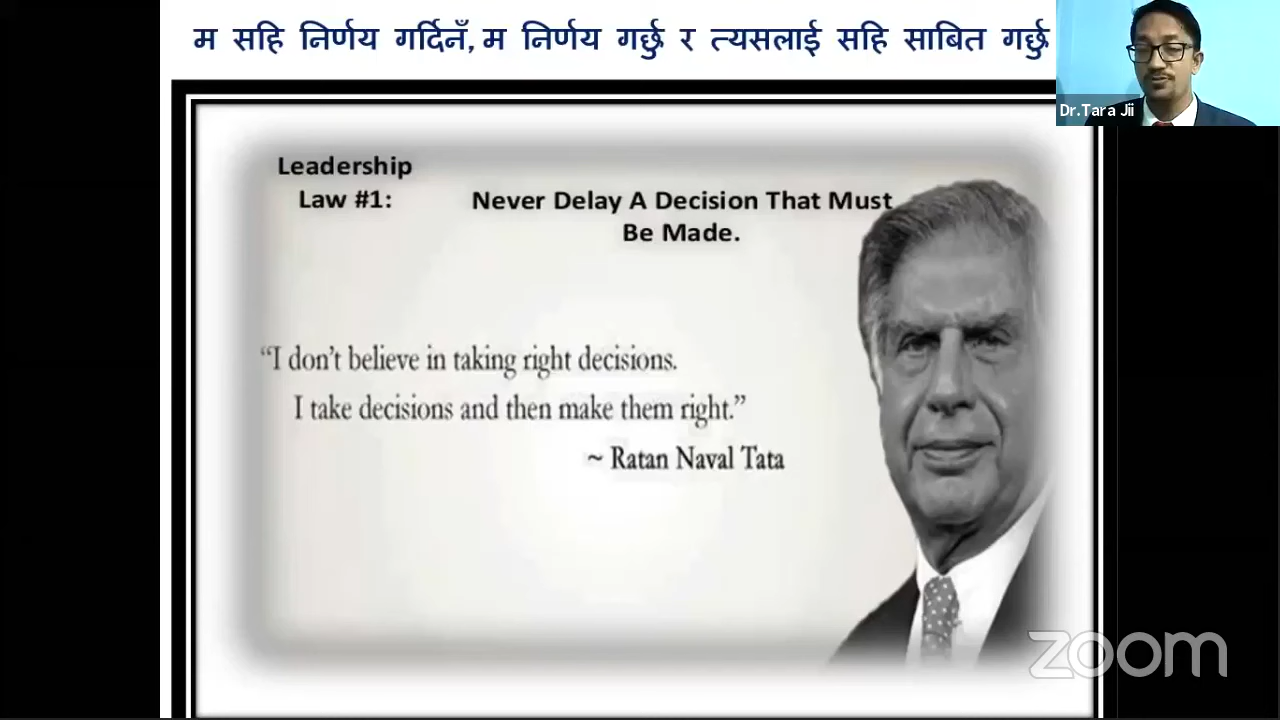 म सहि निर्णय गर्दिनँ, म निर्णय गर्छु र त्यसलाई सहि साबित गर्छु
Dr.Tara Jii
Leadership
Law #1:
Never Delay A Decision That Must
Be Made.
“I don’t believe in taking right decisions.
I take decisions and then make them right.”
~ Ratan Naval Tata
zoom